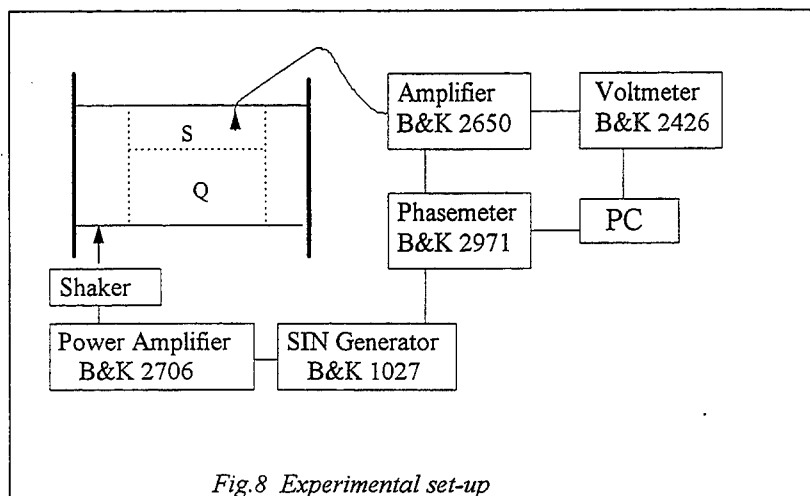 S
Q
Amplifier
B&K 2650
Voltmeter
B&K 2426
Phasemeter
B&K 2971
PC
Shaker
Power Amplifier
B&K 2706
SIN Generator
B&K 1027
Fig.8 Experimental set-up